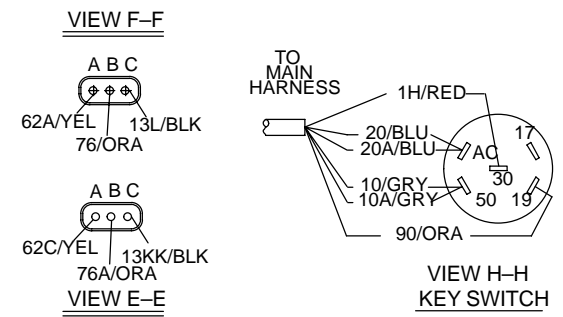 VIEW F–F
A B C
62A/YEL
13L/BLK
76/ORA
A B C
62C/YEL
13KK/BLK
76A/ORA
VIEW E–E
TO
MAIN
HARNESS
1H/RED
20/BLU
20A/BLU
10/GRY
10A/GRY
90/ORA
17
AC
30
50
19
VIEW H–H
KEY SWITCH